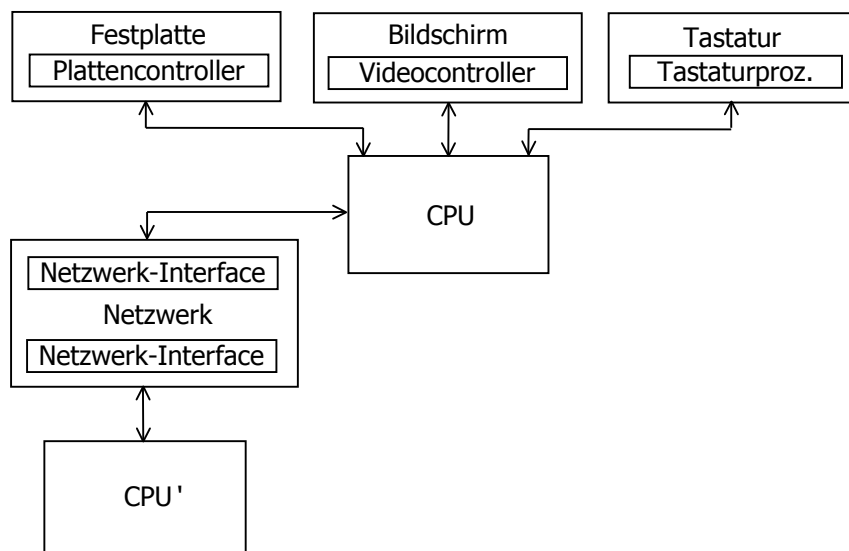 Festplatte
Plattencontroller
Bildschirm
Videocontroller
Tastatur
Tastaturproz.
CPU
Netzwerk-Interface
Netzwerk
Netzwerk-Interface
CPU'